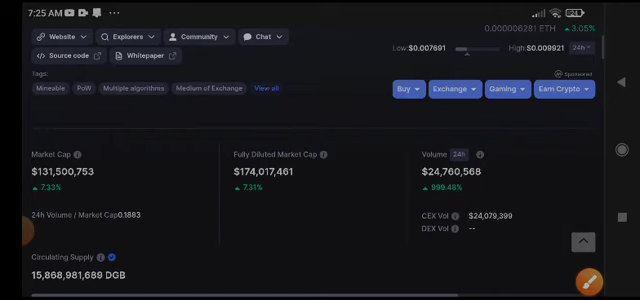 7:25 AM
0.000006281 ETH 3.05%
Website Explorers Community Chat
Low:$0.007691 High:$0.009921 24h
Source code Whitepaper
Tags:
Sponsored
Mineable PoW Multiple algorithms Medium of Exchange View all
Buy Exchange Gaming Earn Crypto
Market Cap Fully Diluted Market Cap Volume 24h
$131,500,753 $174,017,461 $24,760,568
7.33% 7.31% 999.48%
24h Volume / Market Cap0.1883 CEX Vol $24,079,399
DEX Vol --
Circulating Supply
15,868,981,689 DGB